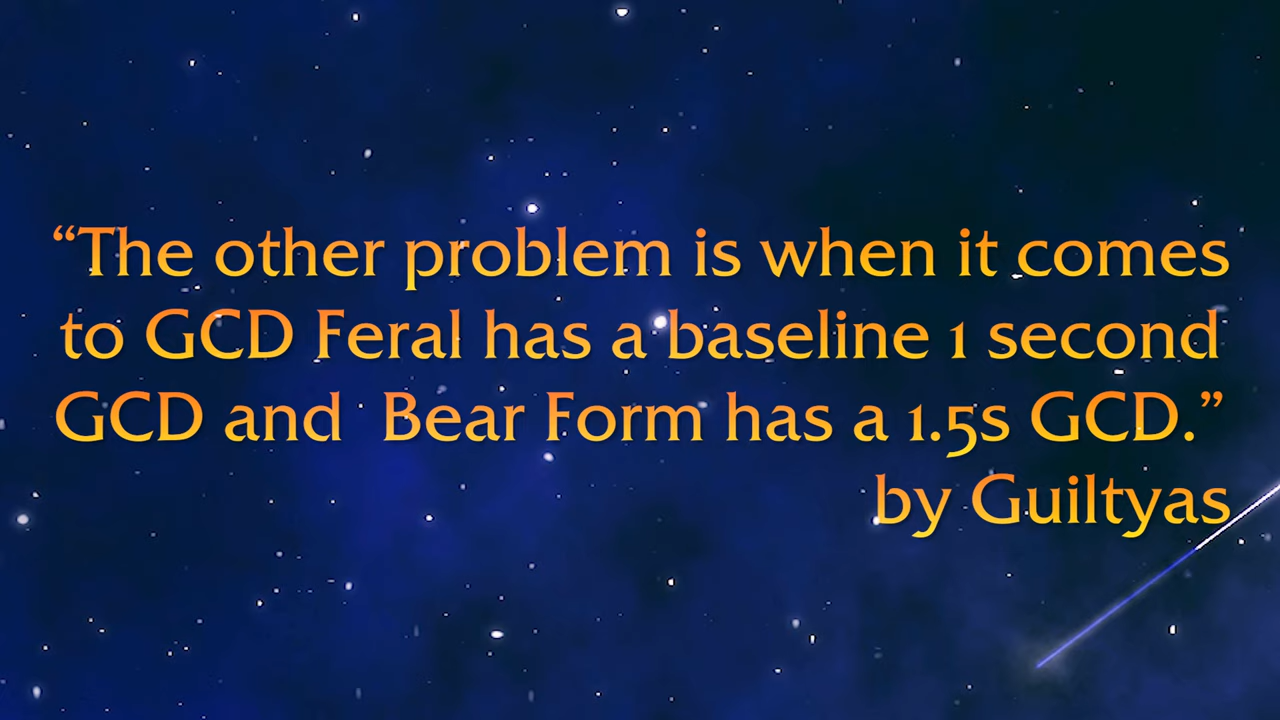 “The other problem is when it comes
to GCD Feral has a baseline 1 second
GCD and  Bear Form has a 1.5s GCD.”
by Guiltyas